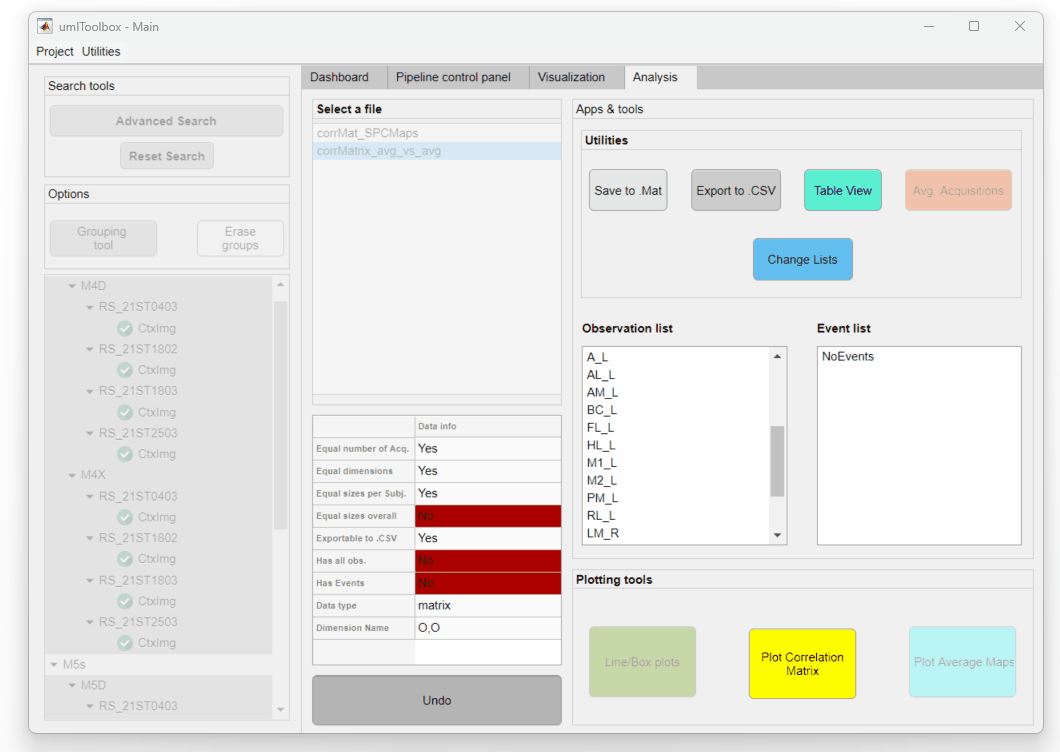 umIToolbox - Main
Project Utilities
Search tools
Advanced Search
Reset Search
Options
Grouping
tool
Erase
groups
M4D
RS_21ST0403
CtxImg
RS_21ST1802
CtxImg
RS_21ST1803
CtxImg
RS_21ST2503
CtxImg
M4X
RS_21ST0403
CtxImg
RS_21ST1802
CtxImg
RS_21ST1803
CtxImg
RS_21ST2503
CtxImg
M5s
M5D
RS_21ST0403
Dashboard
Pipeline control panel
Visualization
Analysis
Select a file
corrMat_SPCMaps
corrMatrix_avg_vs_avg
Data info
Equal number of Acq. Yes
Equal dimensions Yes
Equal sizes per Subj. Yes
Equal sizes overall No
Exportable to .CSV Yes
Has all obs. No
Has Events No
Data type matrix
Dimension Name O,O
Undo
Apps & tools
Utilities
Save to .Mat
Export to .CSV
Table View
Avg. Acquisitions
Change Lists
Observation list
A_L
AL_L
AM_L
BC_L
FL_L
HL_L
M1_L
M2_L
PM_L
RL_L
LM_R
Event list
NoEvents
Plotting tools
Line/Box plots
Plot Correlation
Matrix
Plot Average Maps